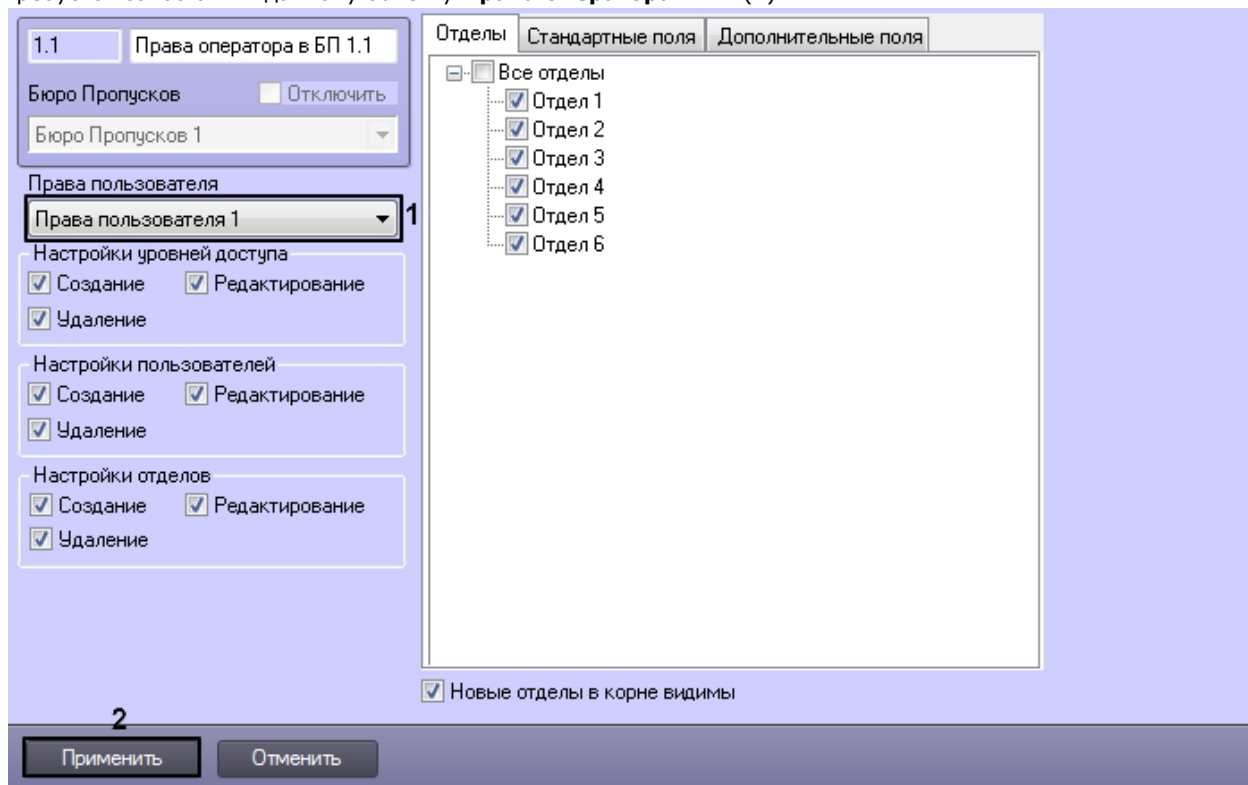 1.1 Права оператора в БП 1.1
Бюро Пропусков Отключить
Бюро Пропусков 1
Права пользователя
Права пользователя 1 1
Настройки уровней доступа
Создание Редактирование
Удаление
Настройки пользователей
Создание Редактирование
Удаление
Настройки отделов
Создание Редактирование
Удаление
Отделы Стандартные поля Дополнительные поля
Все отделы
Отдел 1
Отдел 2
Отдел 3
Отдел 4
Отдел 5
Отдел 6
Новые отделы в корне видимы
2
Применить Отменить